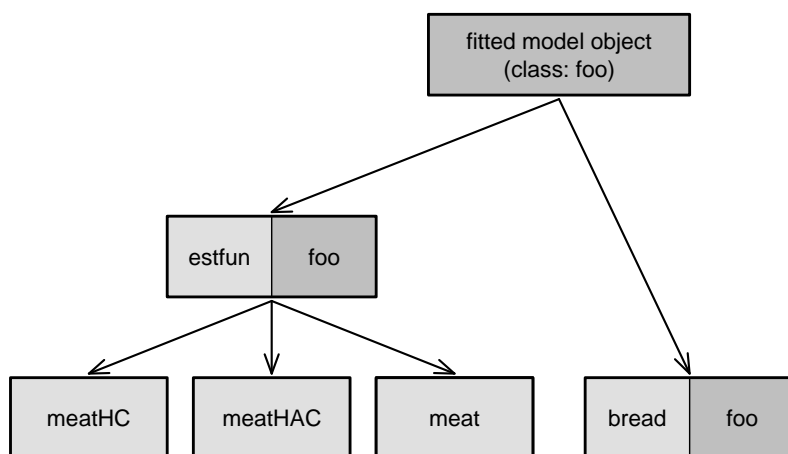 fitted model object
(class: foo)
estfun foo
meatHC meatHAC meat bread foo